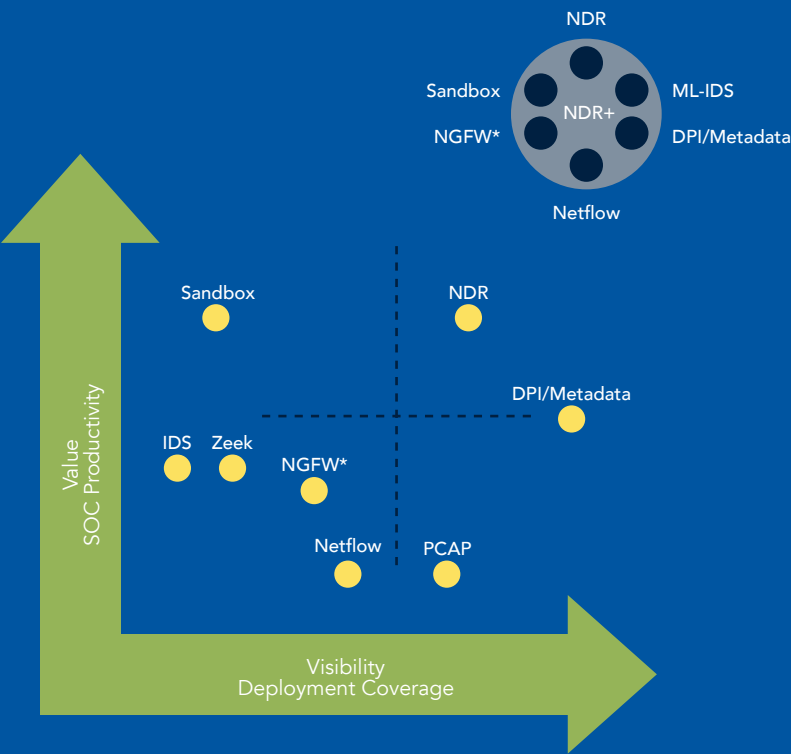 NDR
Sandbox
ML-IDS
NDR+
NGFW*
DPI/Metadata
Netflow
Sandbox
NDR
DPI/Metadata
IDS
Zeek
NGFW*
Netflow
PCAP
Value
SOC Productivity
Visibility
Deployment Coverage